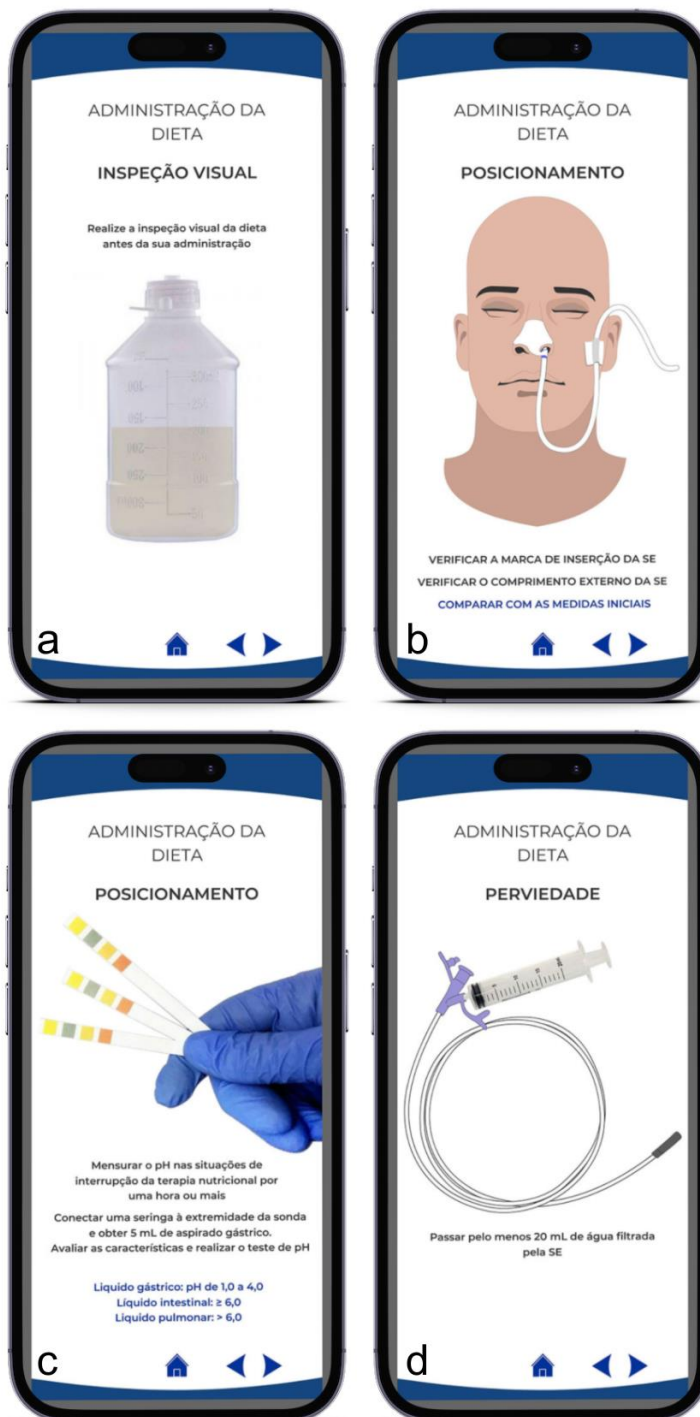 ADMINISTRAÇÃO DA
DIETA
INSPEÇÃO VISUAL
Realize a inspeção visual da dieta
antes da sua administração
a
ADMINISTRAÇÃO DA
DIETA
POSICIONAMENTO
VERIFICAR A MARCA DE INSERÇÃO DA SE
VERIFICAR O COMPRIMENTO EXTERNO DA SE
COMPARAR COM AS MEDIDAS INICIAIS
b
ADMINISTRAÇÃO DA
DIETA
POSICIONAMENTO
Mensurar o pH nas situações de
interrupção da terapia nutricional por
uma hora ou mais
Conectar uma seringa à extremidade da sonda
e obter 5 mL de aspirado gástrico.
Avaliar as características e realizar o teste de pH
Liquido gástrico: pH de 1,0 a 4,0
Líquido intestinal: ≥ 6,0
Liquido pulmonar: > 6,0
c
ADMINISTRAÇÃO DA
DIETA
PERVIEDADE
Passar pelo menos 20 mL de água filtrada
pela SE
d